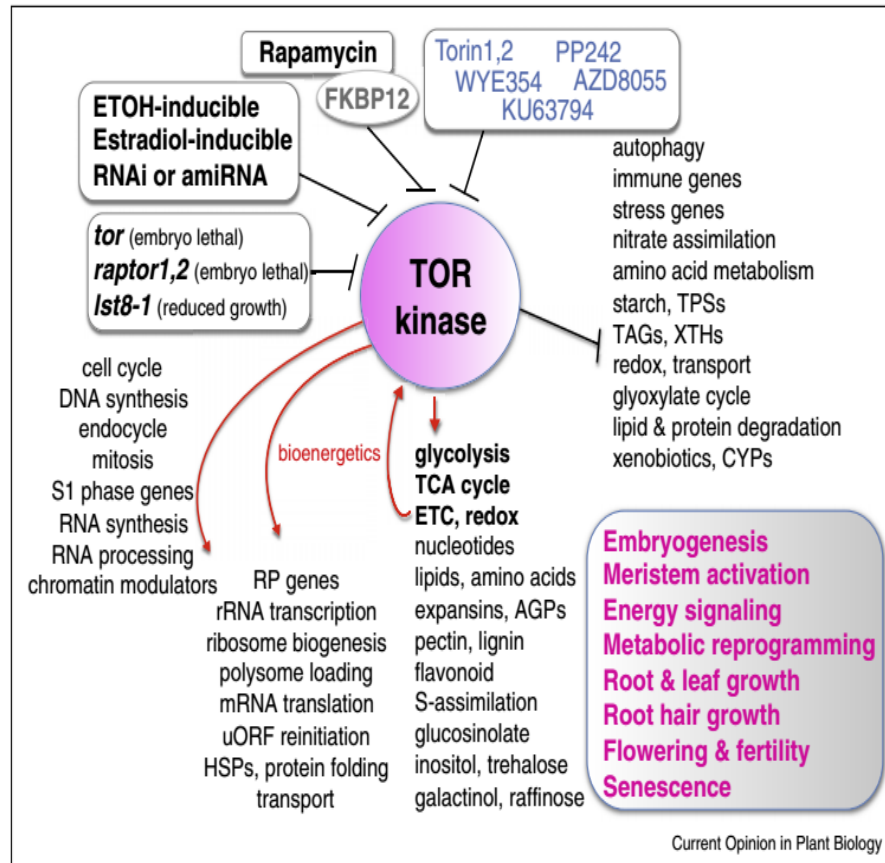 Rapamycin
FKBP12
Torin1,2 PP242
WYE354 AZD8055
KU63794
ETOH-inducible
Estradiol-inducible
RNAi or amiRNA
tor (embryo lethal)
raptor1,2 (embryo lethal)
lst8-1 (reduced growth)
TOR
kinase
autophagy
immune genes
stress genes
nitrate assimilation
amino acid metabolism
starch, TPSs
TAGs, XTHs
redox, transport
glyoxylate cycle
lipid & protein degradation
xenobiotics, CYPs
cell cycle
DNA synthesis
endocycle
mitosis
S1 phase genes
RNA synthesis
RNA processing
chromatin modulators
bioenergetics
RP genes
rRNA transcription
ribosome biogenesis
polysome loading
mRNA translation
uORF reinitiation
HSPs, protein folding
transport
glycolysis
TCA cycle
ETC, redox
nucleotides
lipids, amino acids
expansins, AGPs
pectin, lignin
flavonoid
S-assimilation
glucosinolate
inositol, trehalose
galactinol, raffinose
Embryogenesis
Meristem activation
Energy signaling
Metabolic reprogramming
Root & leaf growth
Root hair growth
Flowering & fertility
Senescence
Current Opinion in Plant Biology